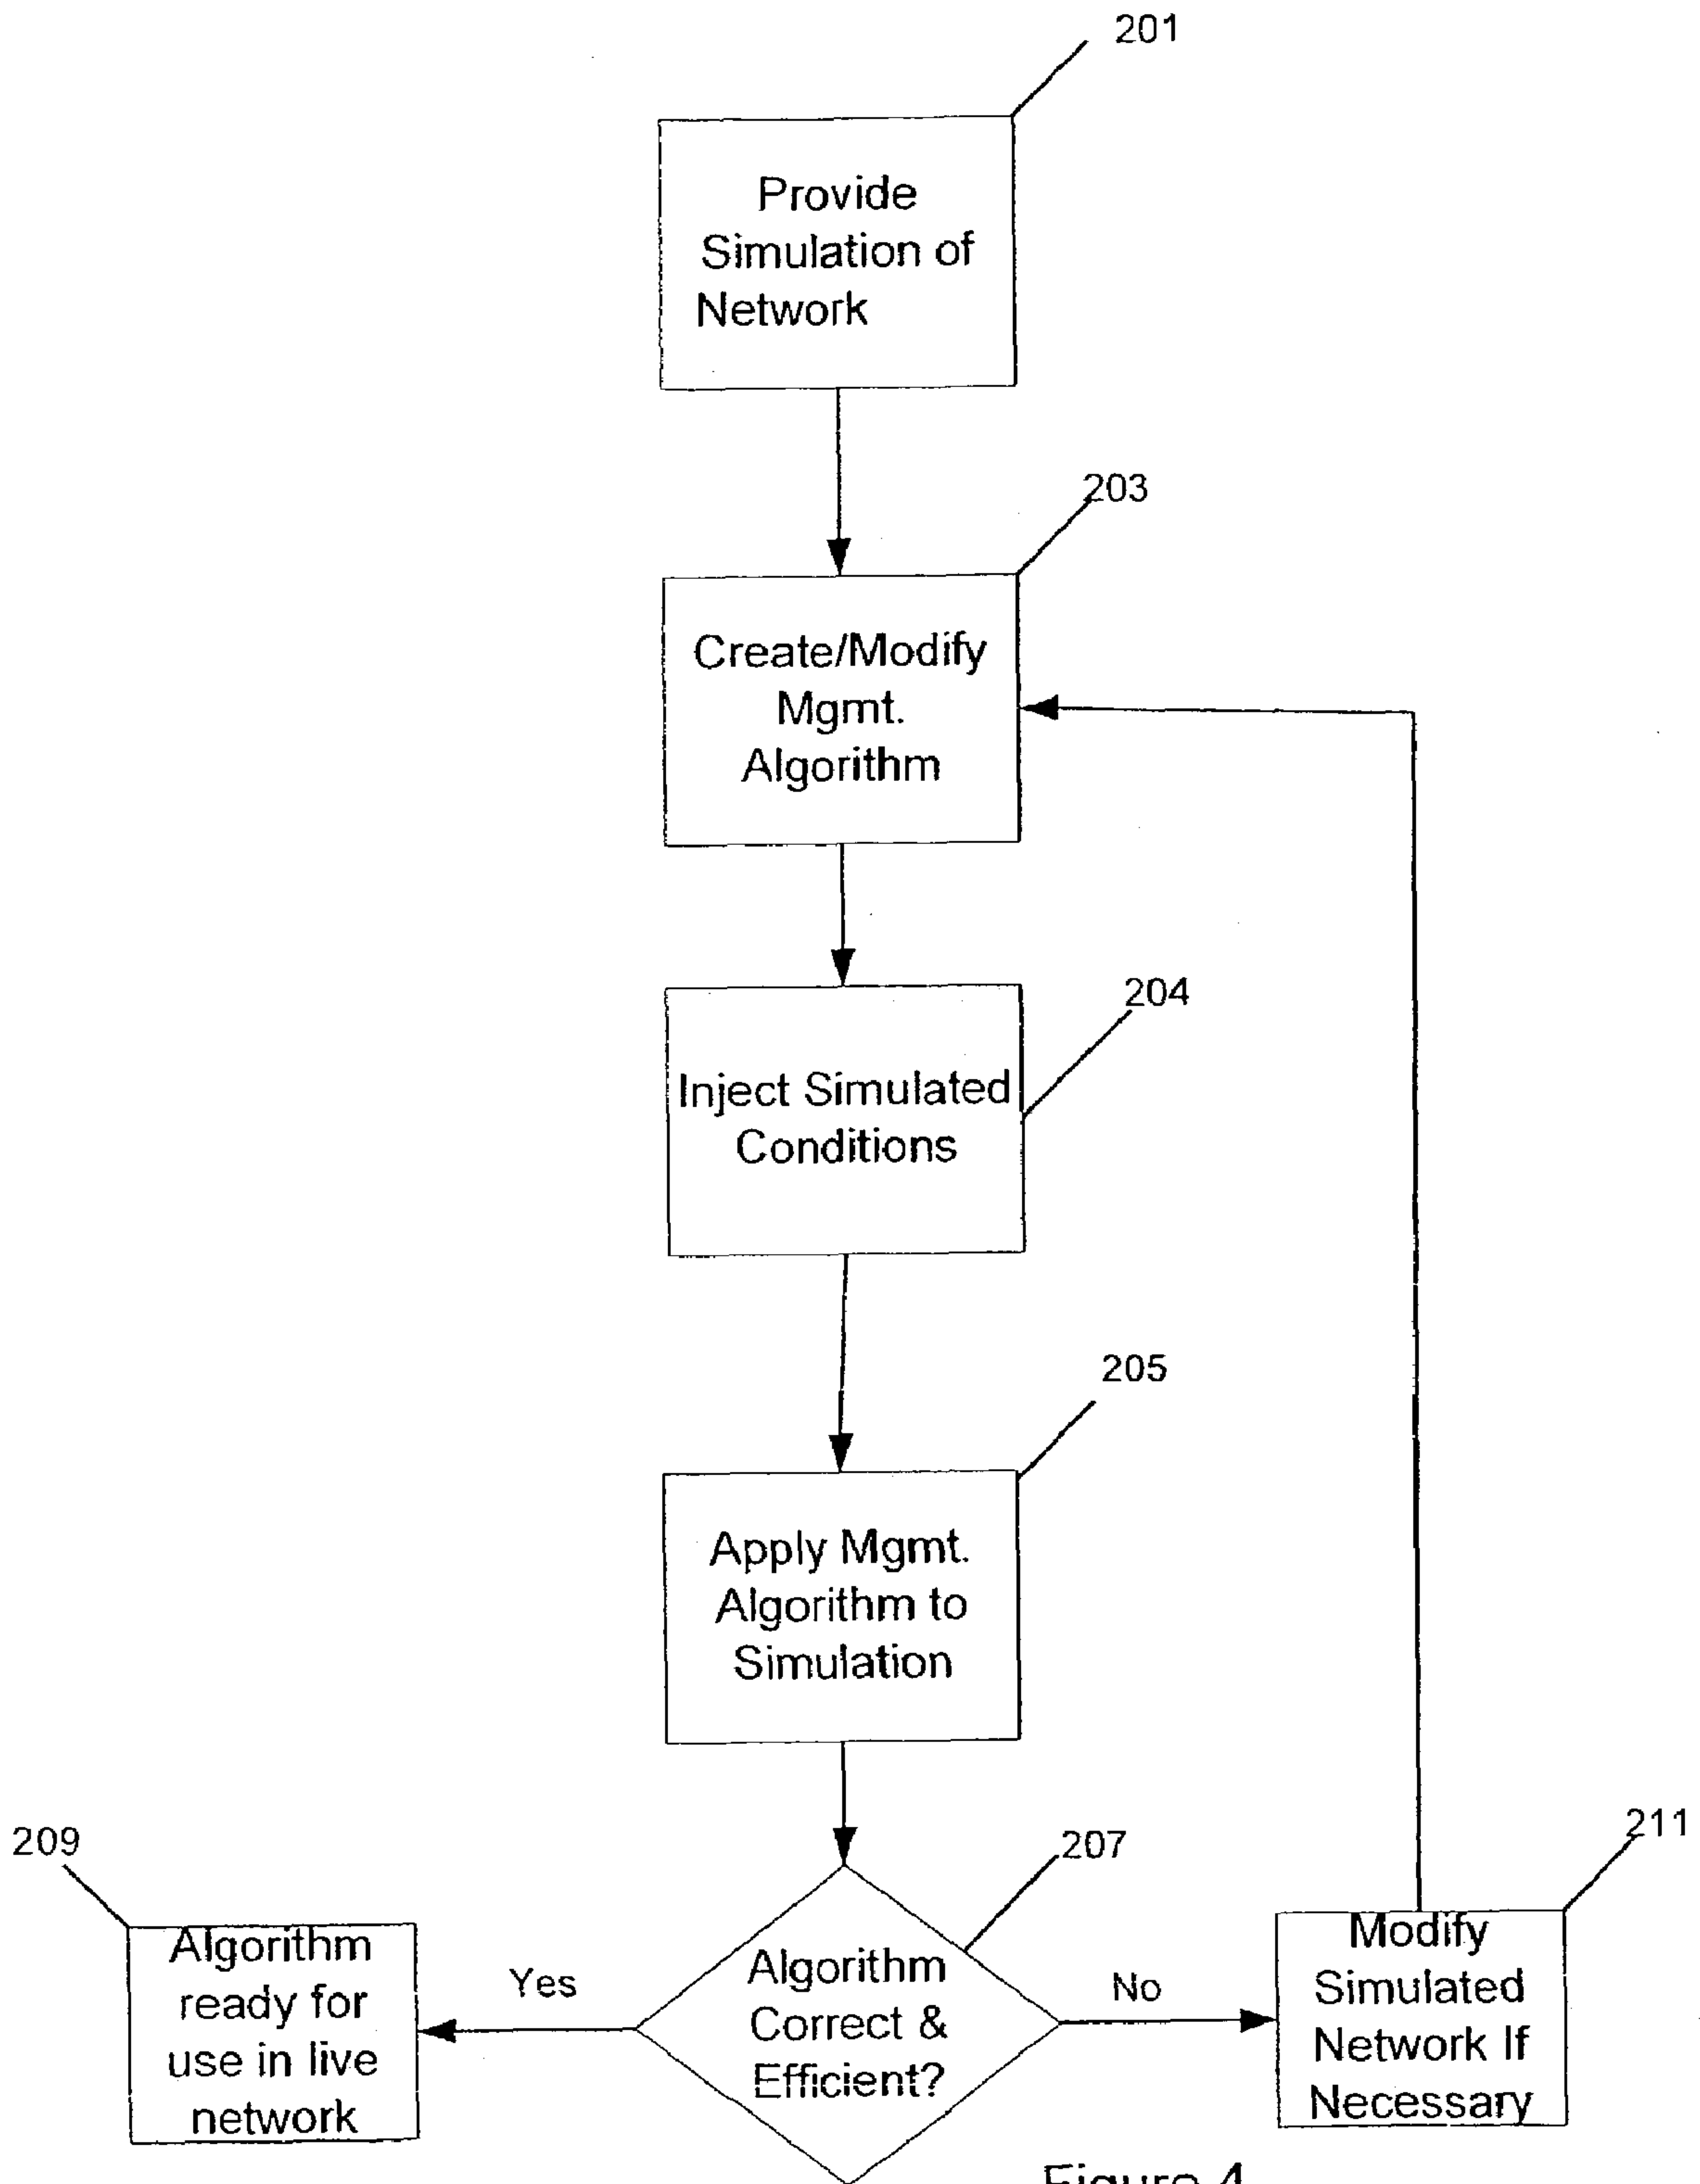 201
Provide
Simulation of
Network
203
Create/Modify
Mgmt.
Algorithm
204
Inject Simulated
Conditions
205
Apply Mgmt.
Algorithm to
Simulation
207
Algorithm
Correct &
Efficient?
Yes
No
209
Algorithm
ready for
use in live
network
211
Modify
Simulated
Network If
Necessary
Figure 4